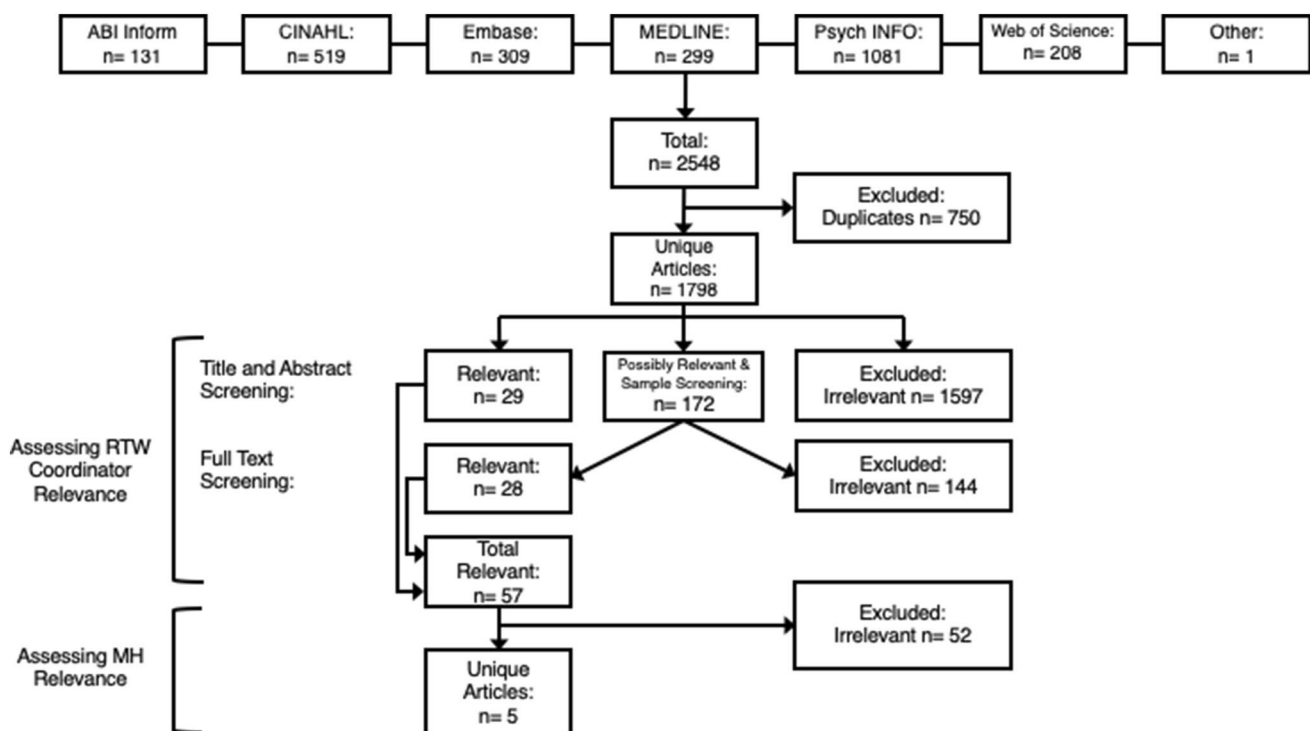 ABI Inform
n= 131
CINAHL:
n= 519
Embase:
n= 309
MEDLINE:
n= 299
Psych INFO:
n= 1081
Web of Science:
n= 208
Other:
n= 1
Total:
n= 2548
Excluded:
Duplicates n= 750
Unique
Articles:
n= 1798
Title and Abstract
Screening:
Relevant:
n= 29
Possibly Relevant &
Sample Screening:
n= 172
Excluded:
Irrelevant n= 1597
Assessing RTW
Coordinator
Relevance
Full Text
Screening:
Relevant:
n= 28
Excluded:
Irrelevant n= 144
Total
Relevant:
n= 57
Excluded:
Irrelevant n= 52
Assessing MH
Relevance
Unique
Articles:
n= 5